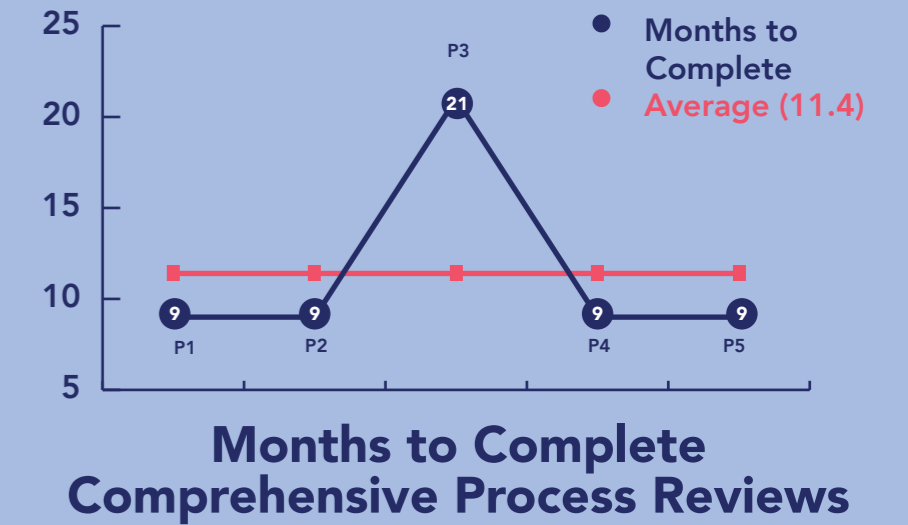 25
20
15
10
5
P3
21
9
P1
9
P2
9
P4
9
P5
Months to
Complete
Average (11.4)
Months to Complete
Comprehensive Process Reviews